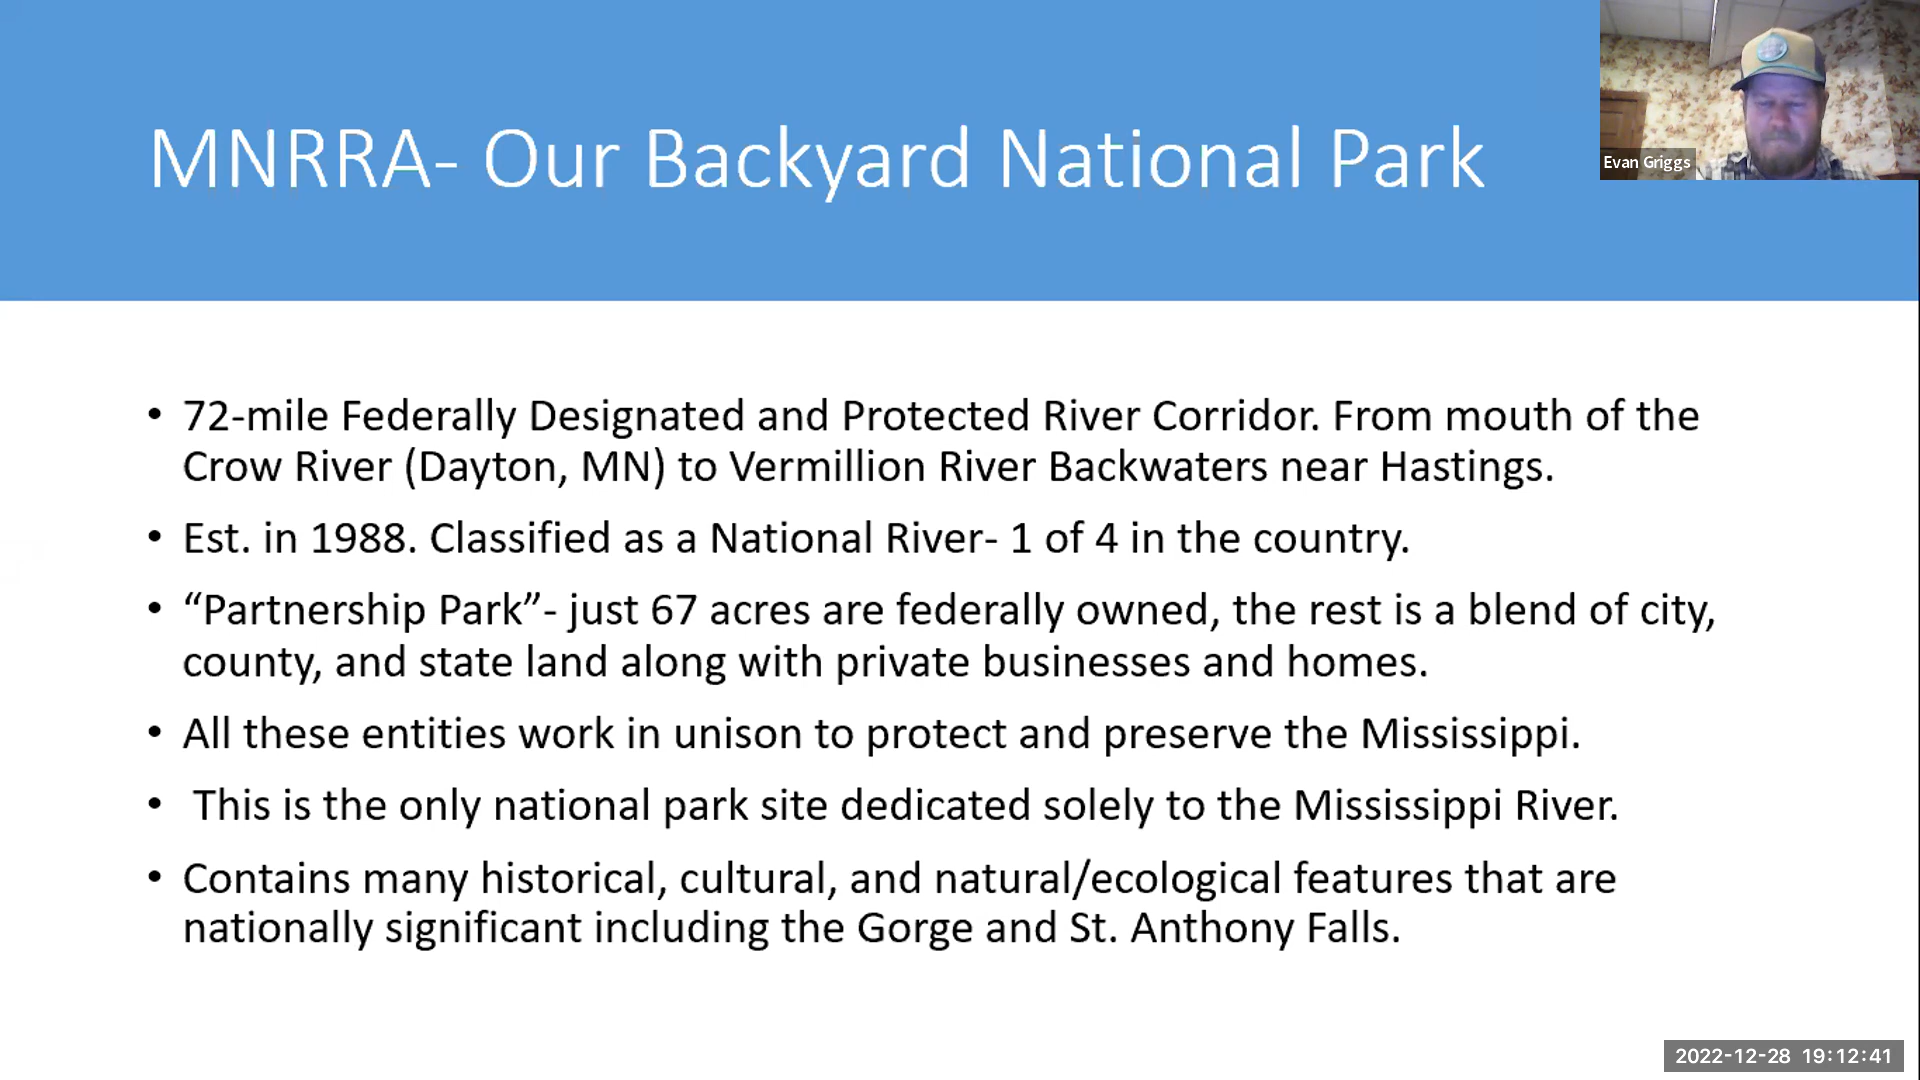 MNRRA- Our Backyard National Park
Evan Griggs
• 72-mile Federally Designated and Protected River Corridor. From mouth of the
Crow River (Dayton, MN) to Vermillion River Backwaters near Hastings.
• Est. in 1988. Classified as a National River- 1 of 4 in the country.
• “Partnership Park”- just 67 acres are federally owned, the rest is a blend of city,
county, and state land along with private businesses and homes.
• All these entities work in unison to protect and preserve the Mississippi.
• This is the only national park site dedicated solely to the Mississippi River.
• Contains many historical, cultural, and natural/ecological features that are
nationally significant including the Gorge and St. Anthony Falls.
2022-12-28 19:12:41